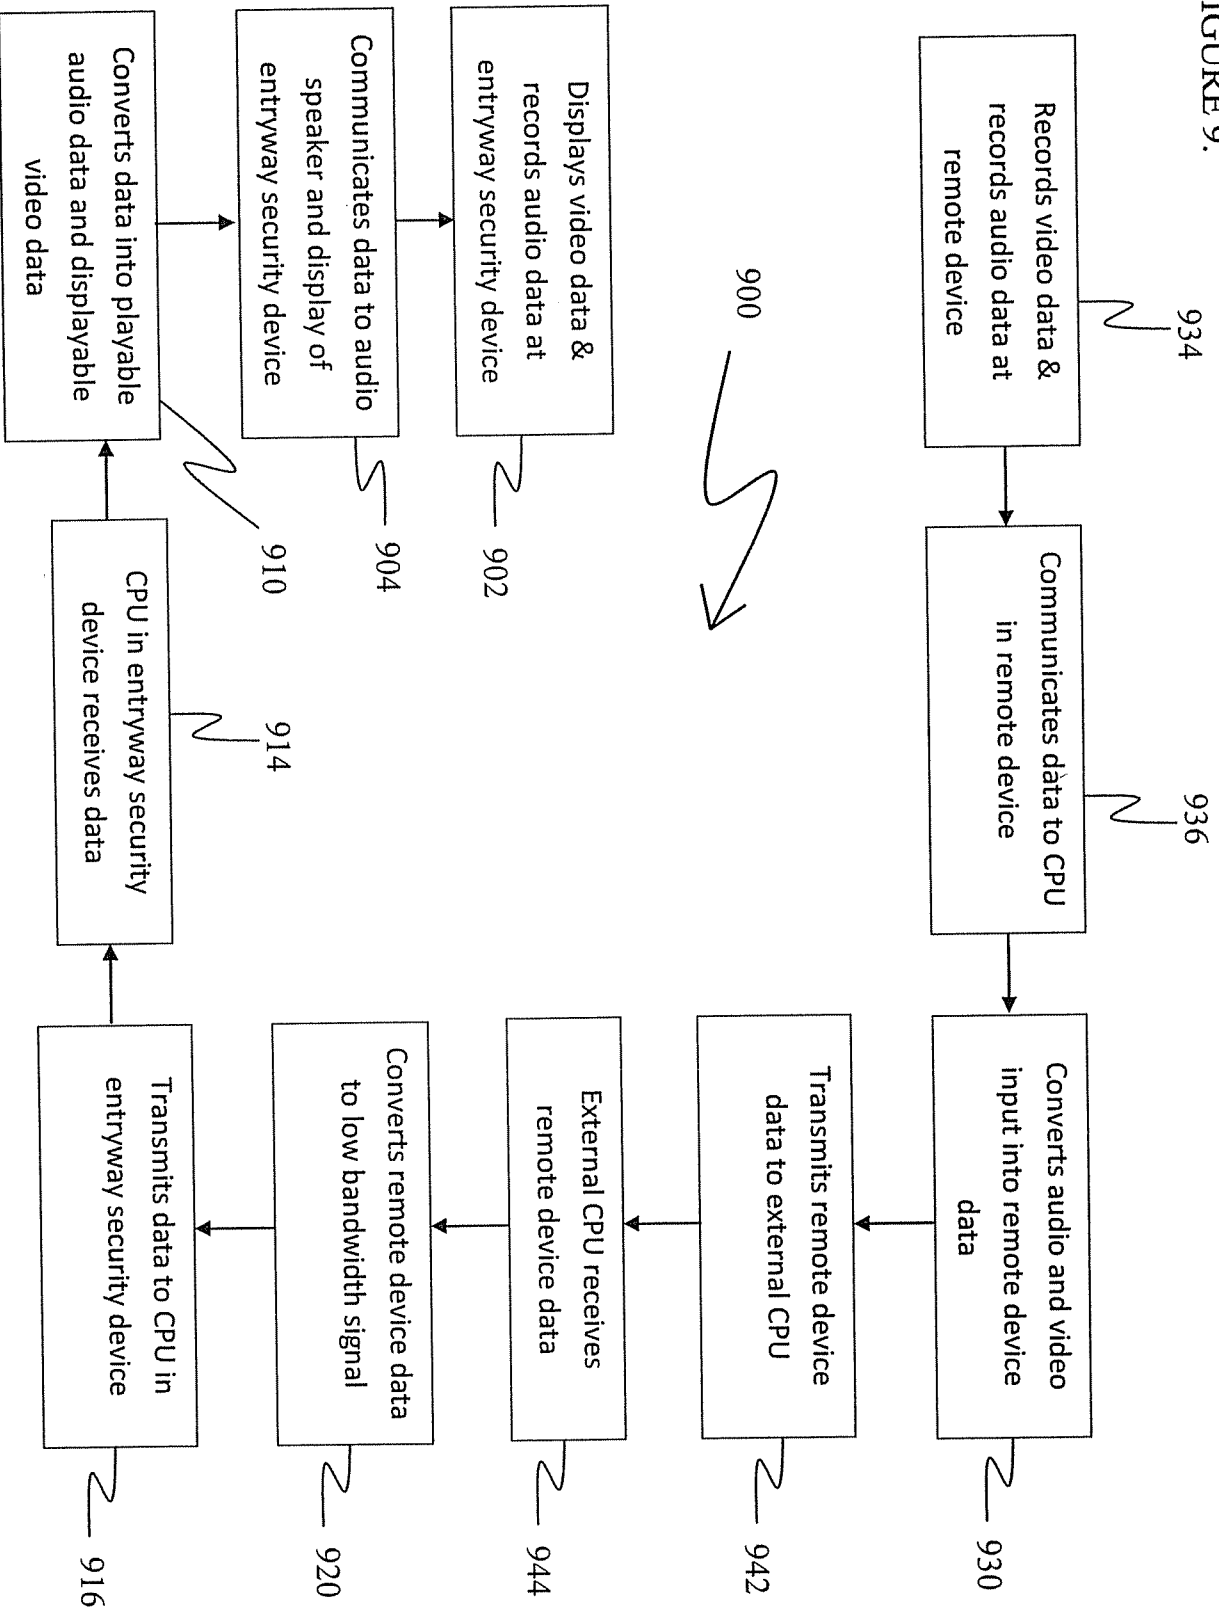 IGURE 9.
934
Records video data &
records audio data at
remote device
936
Communicates data to CPU
in remote device
930
Converts audio and video
input into remote device
data
942
Transmits remote device
data to external CPU
944
External CPU receives
remote device data
920
Converts remote device data
to low bandwidth signal
916
Transmits data to CPU in
entryway security device
914
CPU in entryway security
device receives data
910
Converts data into playable
audio data and displayable
video data
904
Communicates data to audio
speaker and display of
entryway security device
902
Displays video data &
records audio data at
entryway security device
900